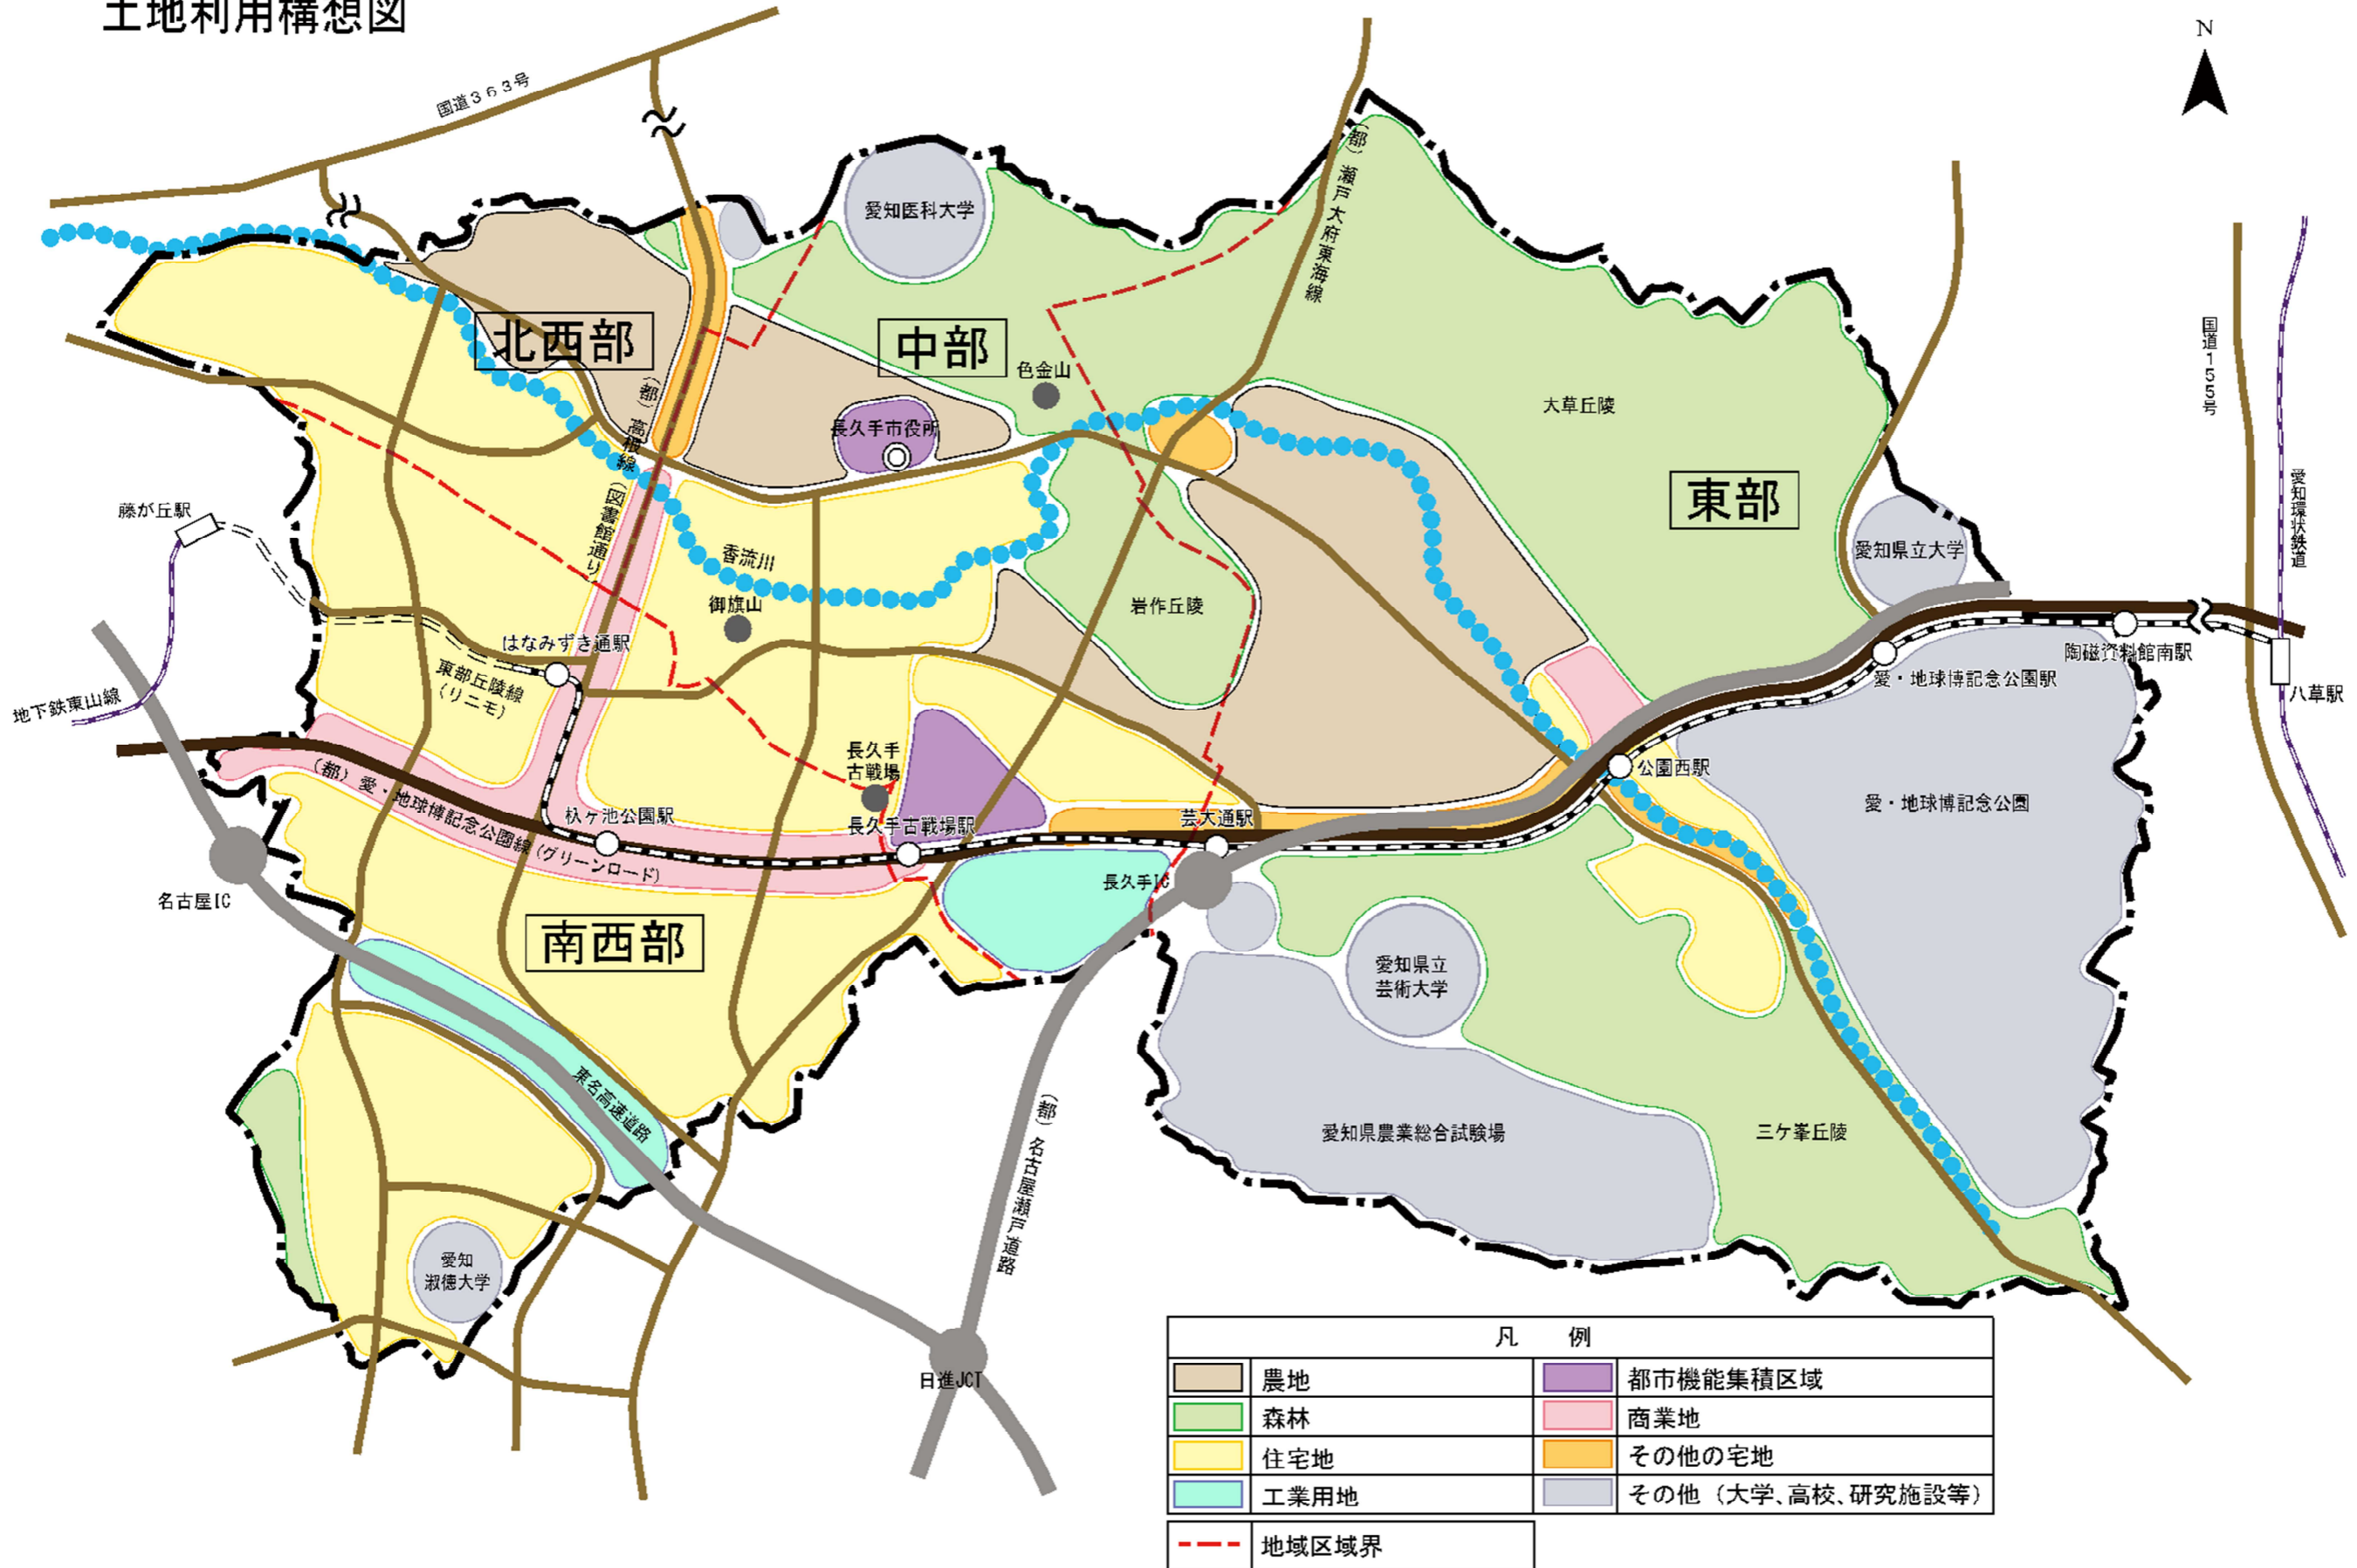 土地利用構想図
N
国道363号
(都)瀬戸大府東海線
愛知医科大学
北西部
中部
色金山
(都)高根線(図書館通り)
長久手市役所
大草丘陵
東部
国道155号
愛知環状鉄道
藤が丘駅
愛知県立大学
香流川
御旗山
岩作丘陵
はなみずき通駅
東部丘陵線
(リニモ)
陶磁資料館南駅
愛・地球博記念公園駅
八草駅
地下鉄東山線
長久手
古戦場
公園西駅
(都)愛・地球博記念公園線(グリーンロード)
杁ヶ池公園駅
長久手古戦場駅
芸大通駅
愛・地球博記念公園
長久手IC
名古屋IC
南西部
愛知県立
芸術大学
東名高速道路
(都)名古屋瀬戸道路
愛知県農業総合試験場
三ケ峯丘陵
愛知
淑徳大学
日進JCT
凡 例
農地
都市機能集積区域
森林
商業地
住宅地
その他の宅地
工業用地
その他(大学、高校、研究施設等)
地域区域界